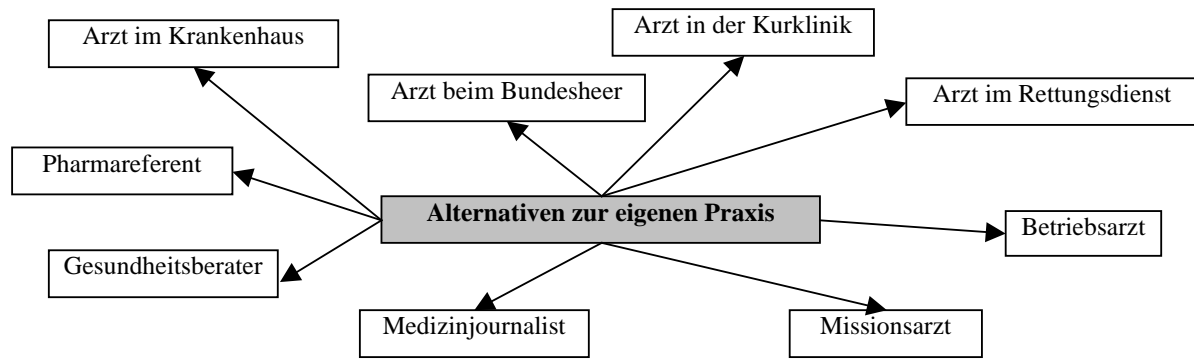 Arzt im Krankenhaus
Arzt in der Kurklinik
Arzt beim Bundesheer
Arzt im Rettungsdienst
Pharmareferent
Alternativen zur eigenen Praxis
Betriebsarzt
Gesundheitsberater
Medizinjournalist
Missionsarzt